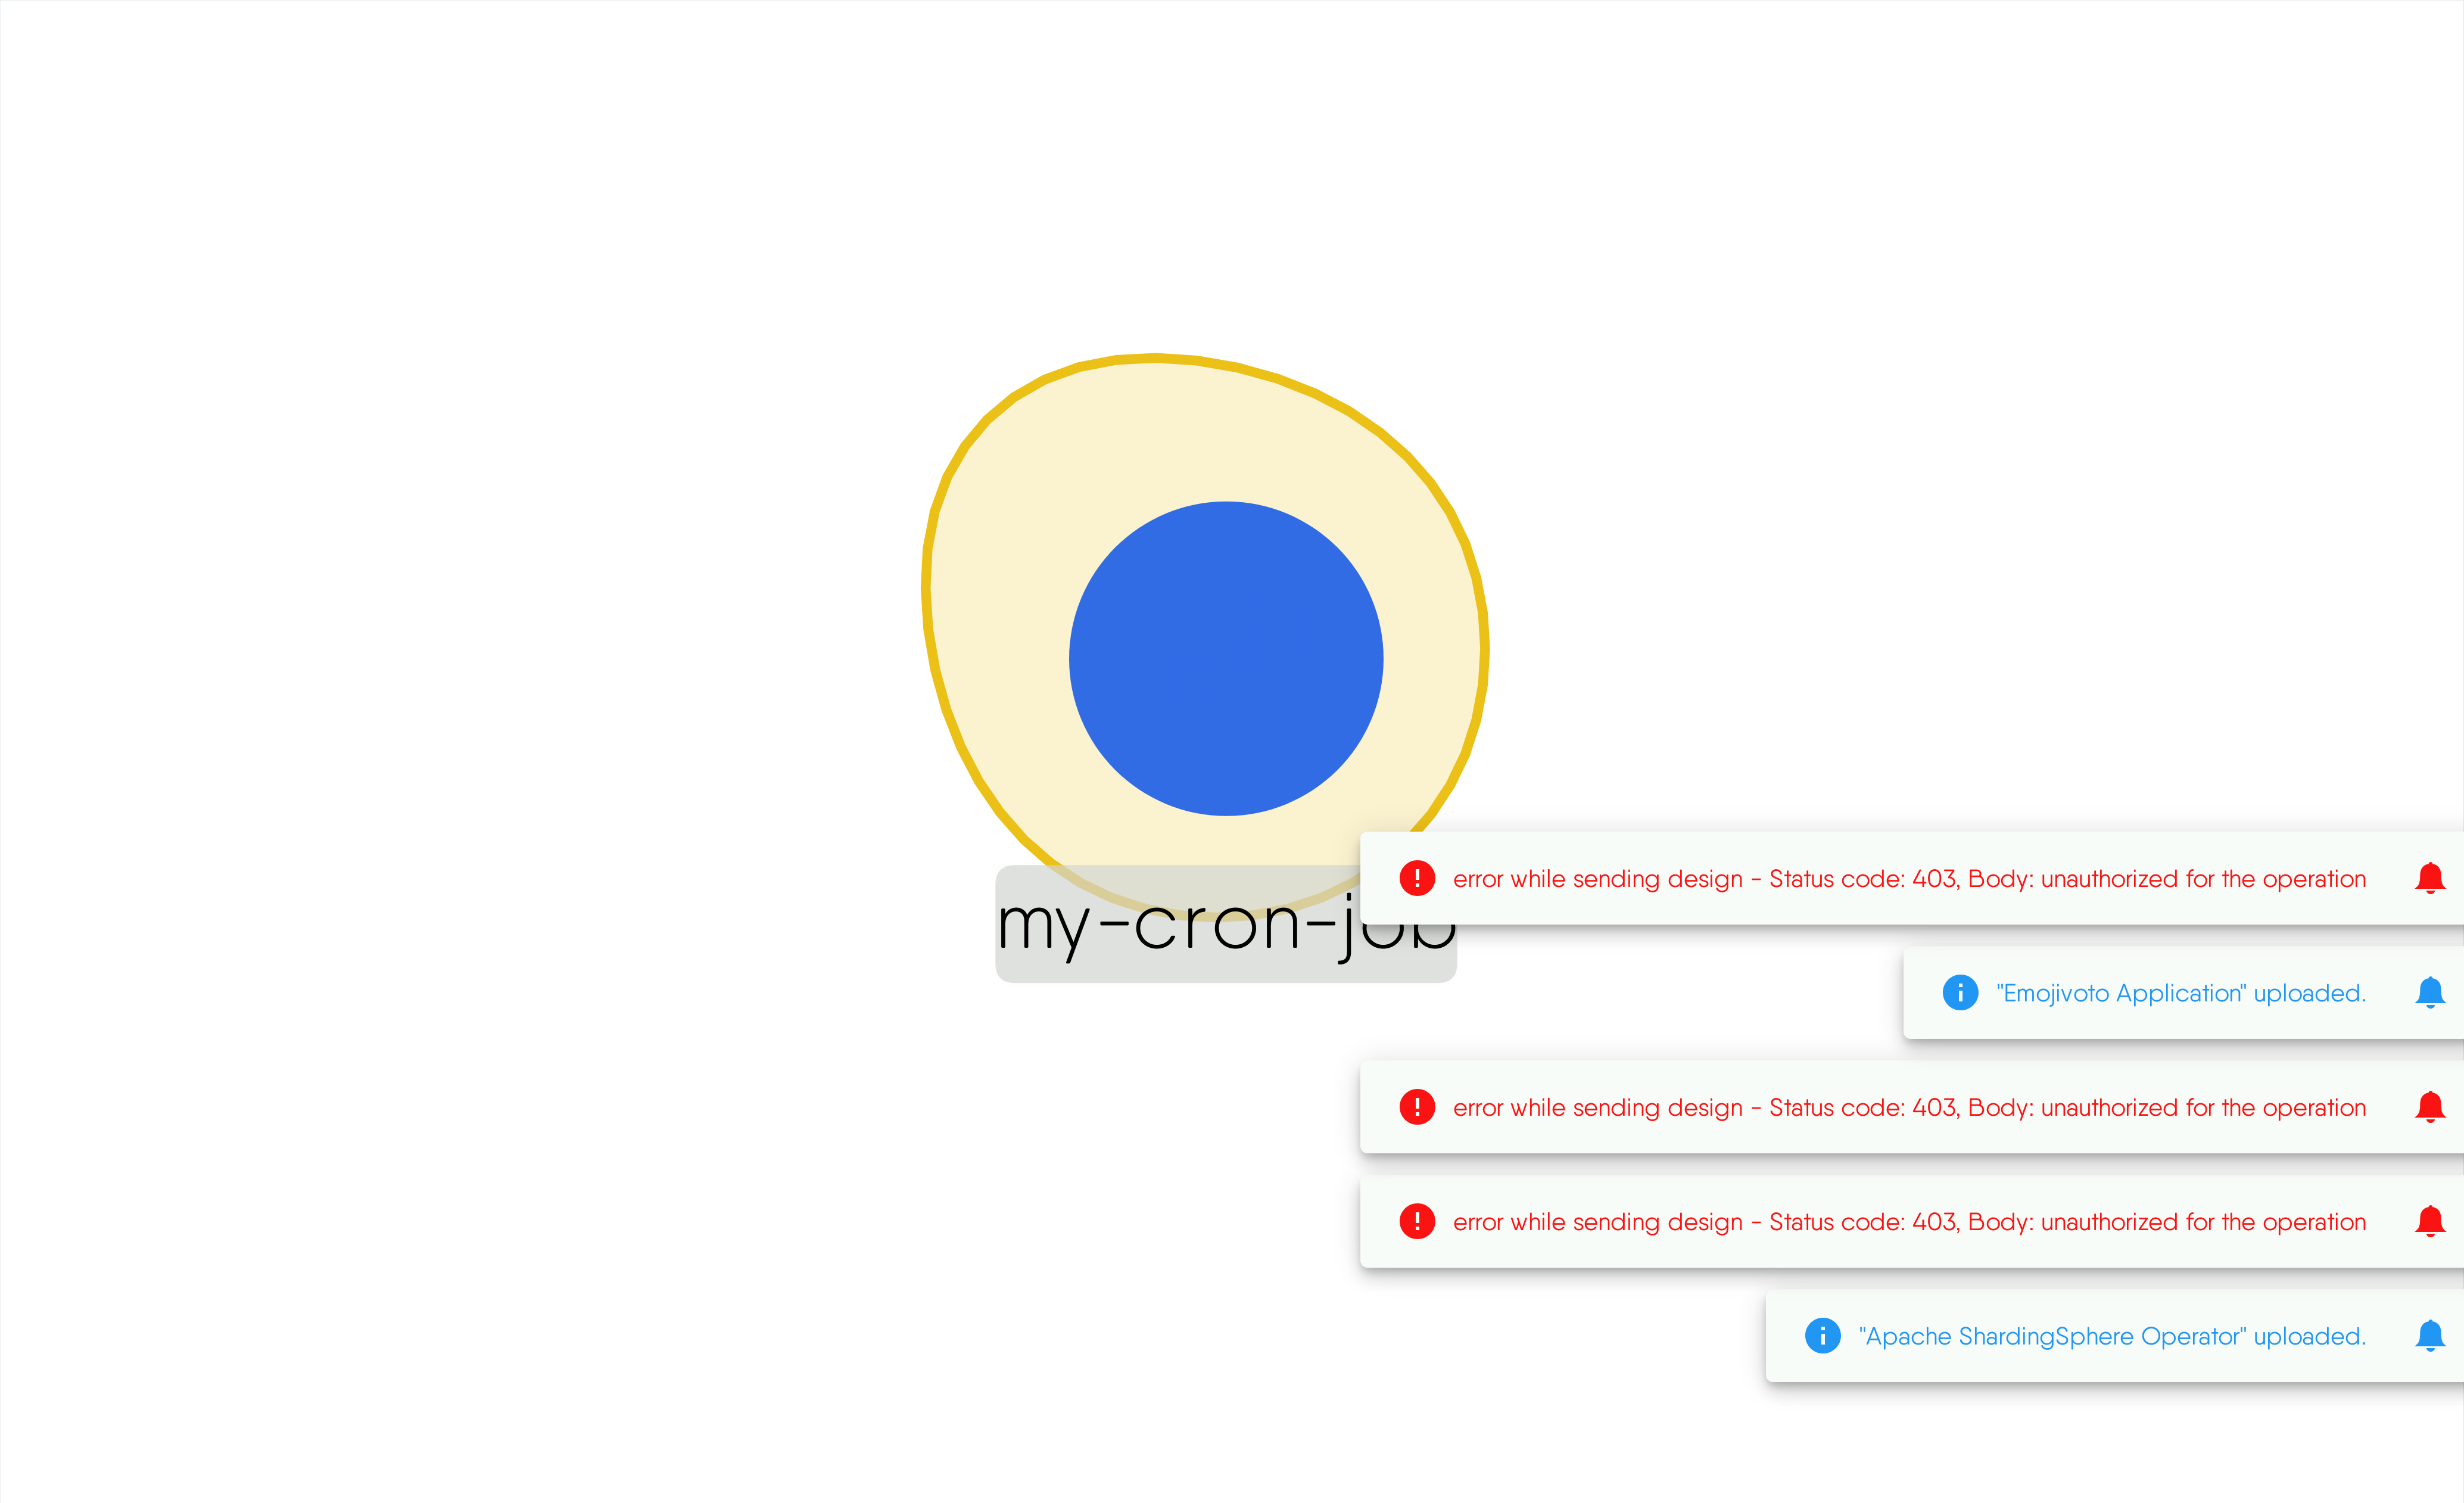 my-cron-job
error while sending design - Status code: 403, Body: unauthorized for the operation
"Emojivoto Application" uploaded.
error while sending design - Status code: 403, Body: unauthorized for the operation
error while sending design - Status code: 403, Body: unauthorized for the operation
"Apache ShardingSphere Operator" uploaded.